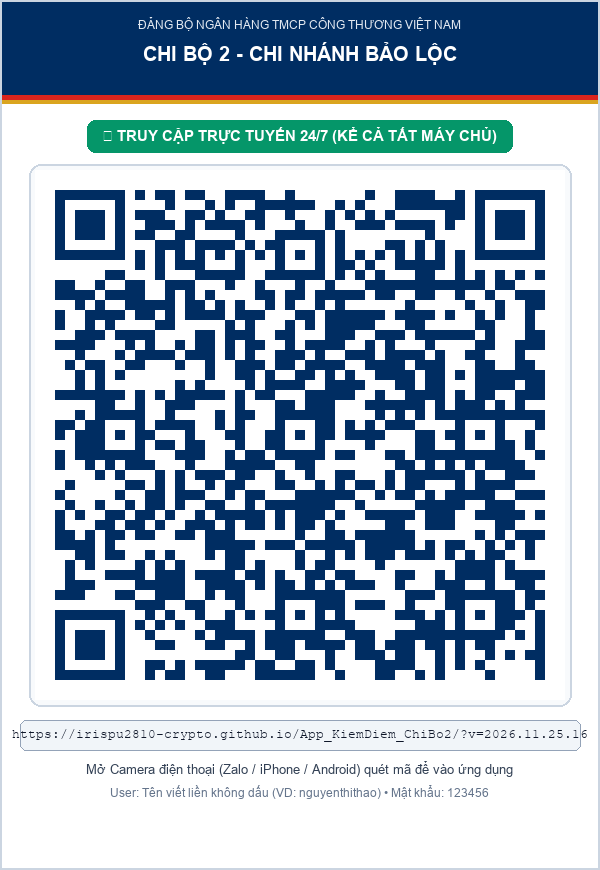 ĐẢNG BỘ NGÂN HÀNG TMCP CÔNG THƯƠNG VIỆT NAM
CHI BỘ 2 - CHI NHÁNH BẢO LỘC
TRUY CẬP TRỰC TUYẾN 24/7 (KỂ CẢ TẮT MÁY CHỦ)
https://irispu2810-crypto.github.io/App_KiemDiem_ChiBo2/?v=2026.11.25.16
Mở Camera điện thoại (Zalo / iPhone / Android) quét mã để vào ứng dụng
User: Tên viết liền không dấu (VD: nguyenthithao) • Mật khẩu: 123456